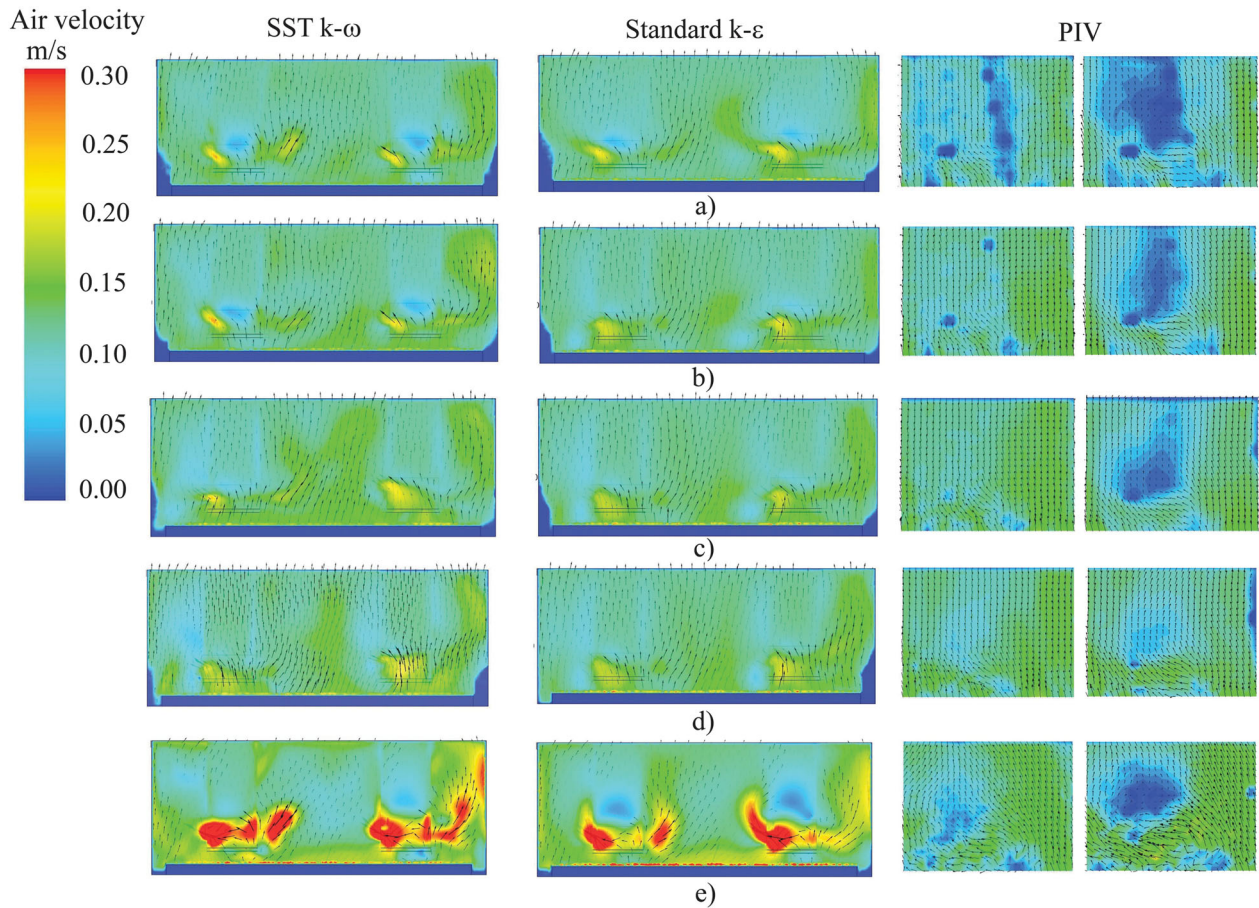 Air velocity
m/s
SST k-ω
Standard k-ε
PIV
0.30
0.25
0.20
0.15
0.10
0.05
0.00
a)
b)
c)
d)
e)